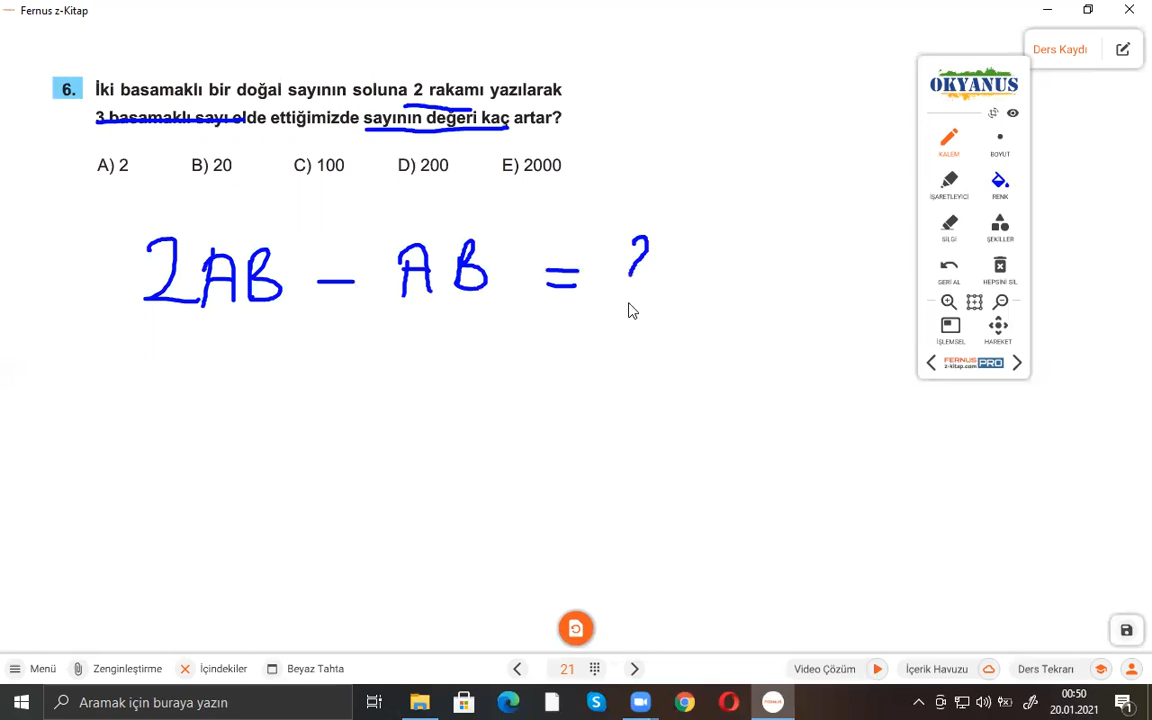 Fernus z-Kitap
Ders Kaydı
6. İki basamaklı bir doğal sayının soluna 2 rakamı yazılarak
3 basamaklı sayı elde ettiğimizde sayının değeri kaç artar?
A) 2 B) 20 C) 100 D) 200 E) 2000
2AB - AB = ?
OKYANUS
KALEM BOYUT
İŞARETLEYİCİ RENK
SİLGİ ŞEKİLLER
GERİ AL HEPSİNİ SİL
İŞLEMSEL HAREKET
FERNUS z-kitap.com PRO
Menü Zenginleştirme İçindekiler Beyaz Tahta 21 Video Çözüm İçerik Havuzu Ders Tekrarı
Aramak için buraya yazın
00:50
20.01.2021
1